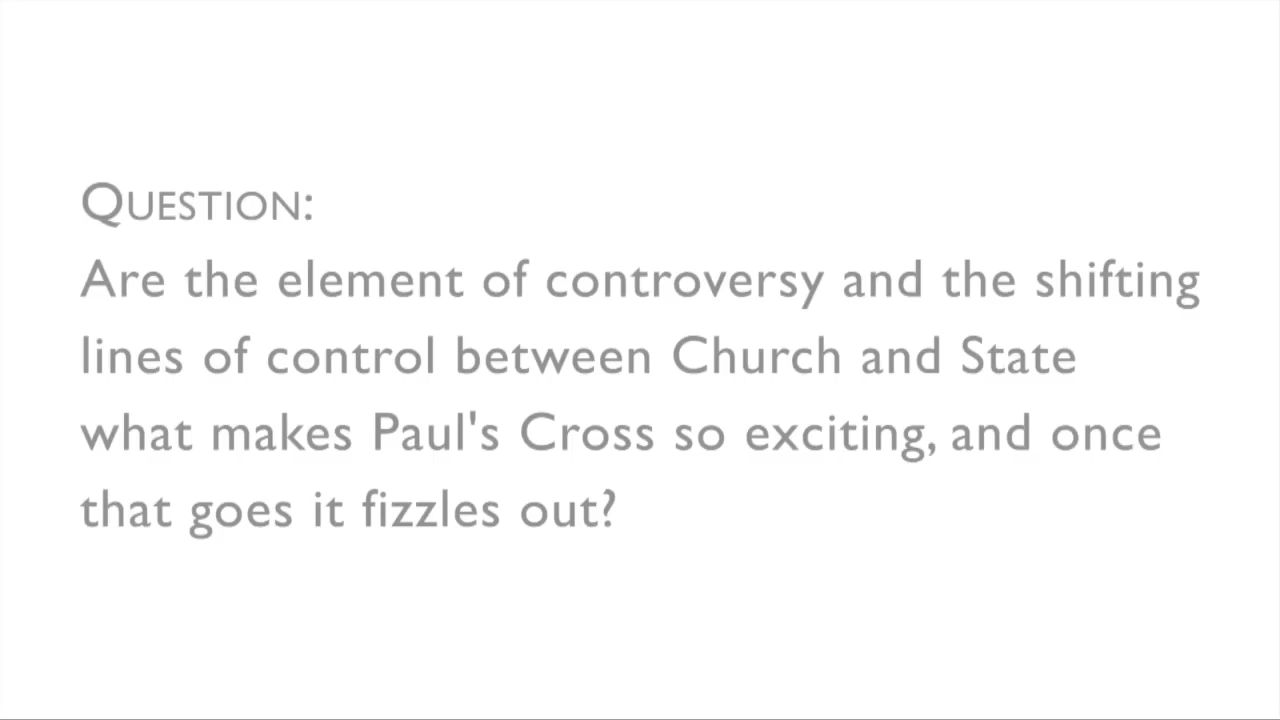 QUESTION:
Are the element of controversy and the shifting
lines of control between Church and State
what makes Paul's Cross so exciting, and once
that goes it fizzles out?